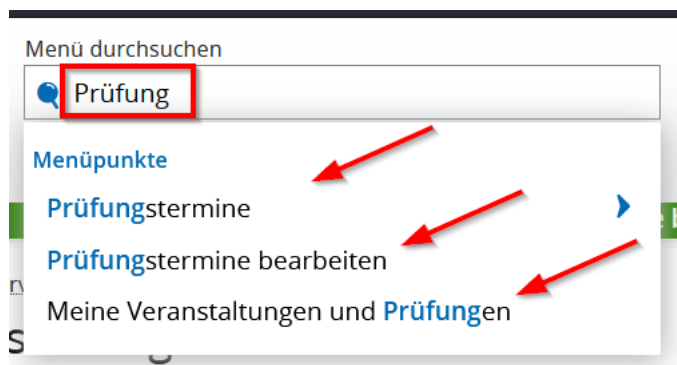 Menü durchsuchen
Prüfung
Menüpunkte
Prüfungstermine
Prüfungstermine bearbeiten
Meine Veranstaltungen und Prüfungen